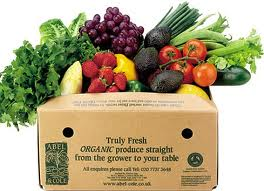 Truly Fresh
ORGANIC produce straight
from the grower to your table
ABEL
& COLE
All enquiries please call Tel: 020 7737 3648
www.abel-cole.co.uk